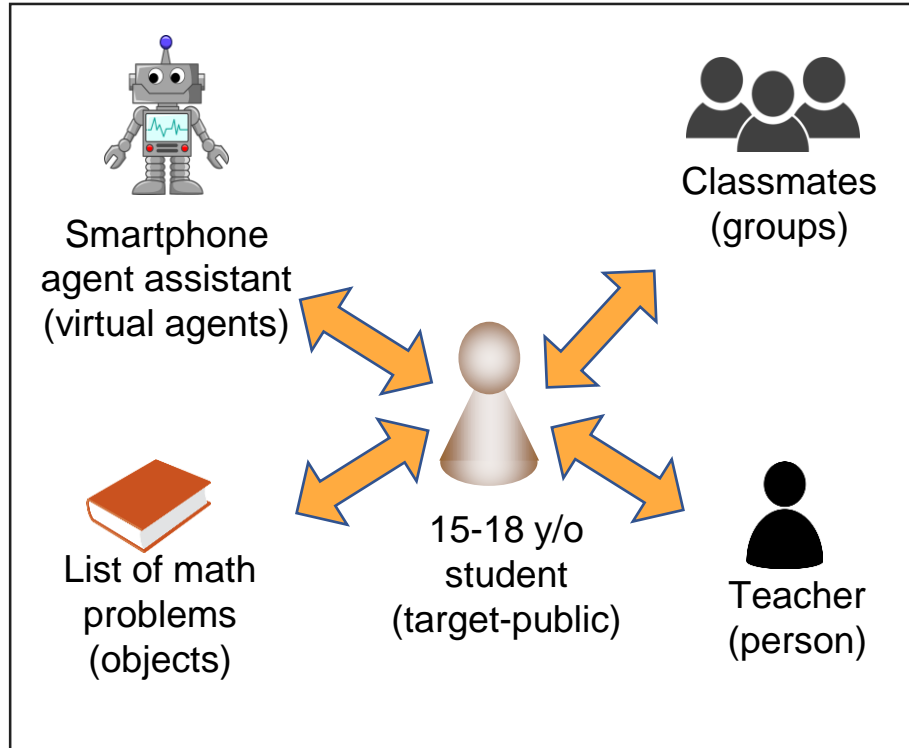 Smartphone
agent assistant
(virtual agents)
Classmates
(groups)
List of math
problems
(objects)
15-18 y/o
student
(target-public)
Teacher
(person)